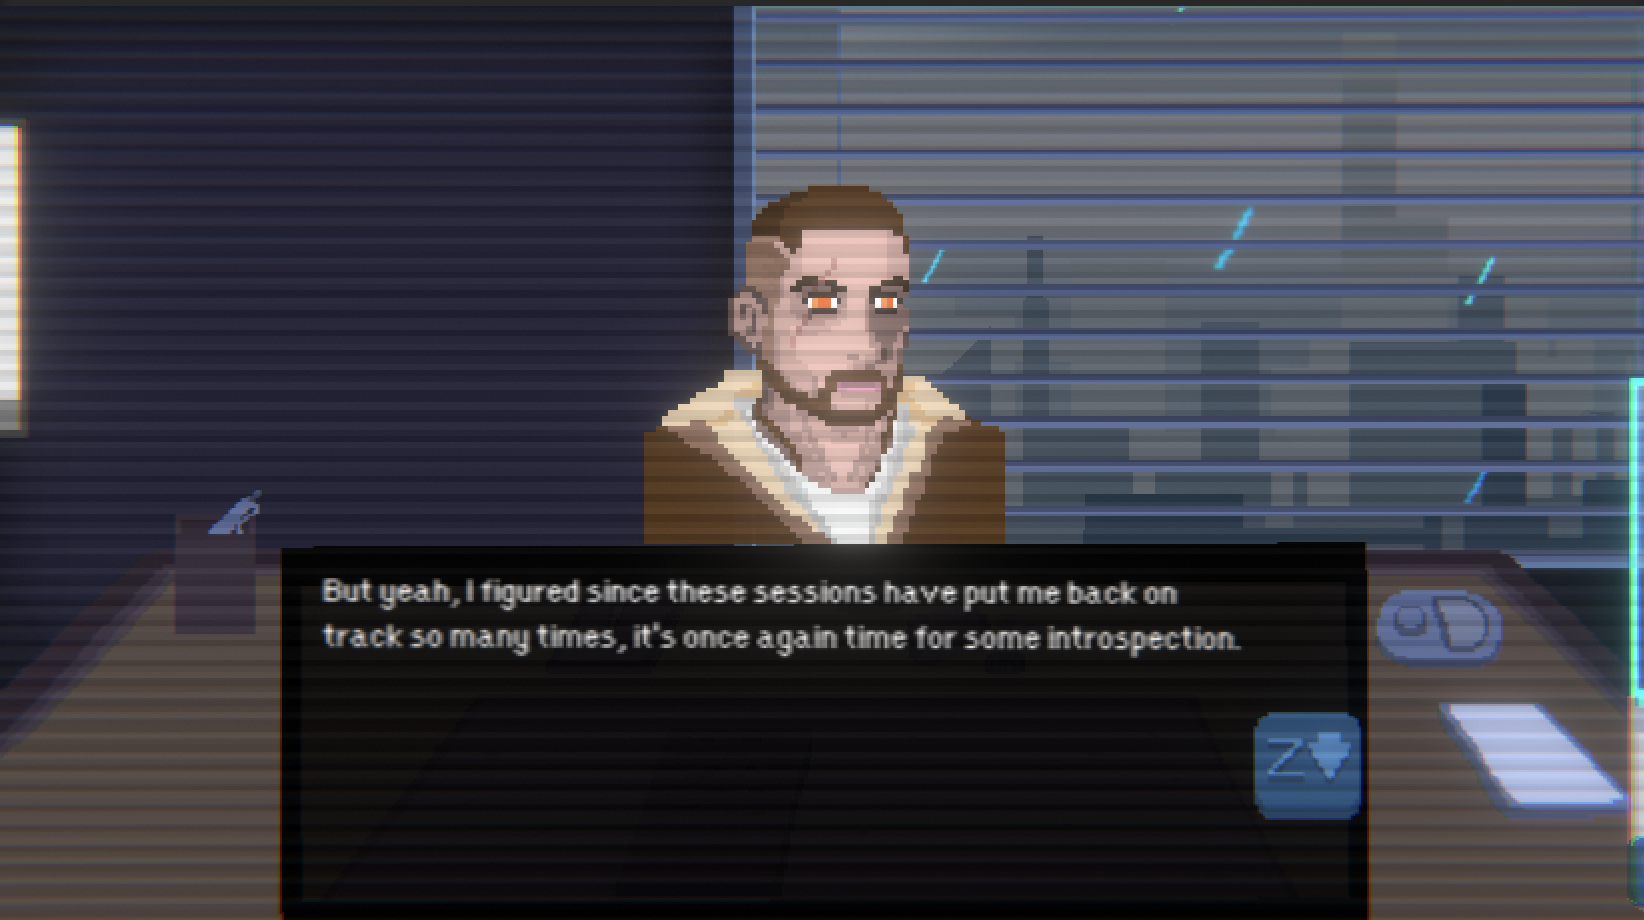 But yeah, I figured since these sessions have put me back on
track so many times, it's once again time for some introspection.
Z